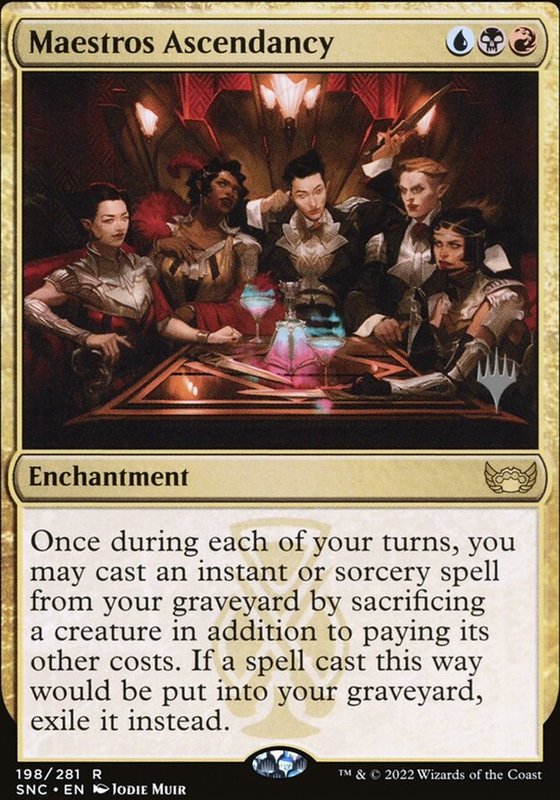 Maestros Ascendancy
Enchantment
Once during each of your turns, you
may cast an instant or sorcery spell
from your graveyard by sacrificing
a creature in addition to paying its
other costs. If a spell cast this way
would be put into your graveyard,
exile it instead.
198/281 R
SNC • EN Jodie Muir
™ & © 2022 Wizards of the Coast